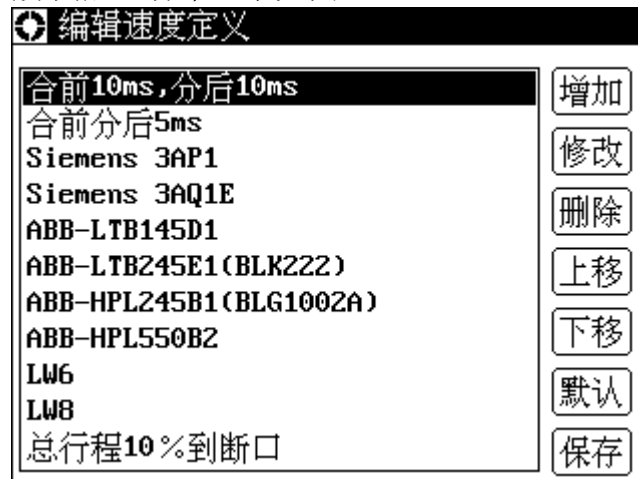 编辑速度定义
合前10ms,分后10ms
合前分后5ms
Siemens 3AP1
Siemens 3AQ1E
ABB-LTB145D1
ABB-LTB245E1(BLK222)
ABB-HPL245B1(BLG1002A)
ABB-HPL550B2
LW6
LW8
总行程10%到断口
增加
修改
删除
上移
下移
默认
保存